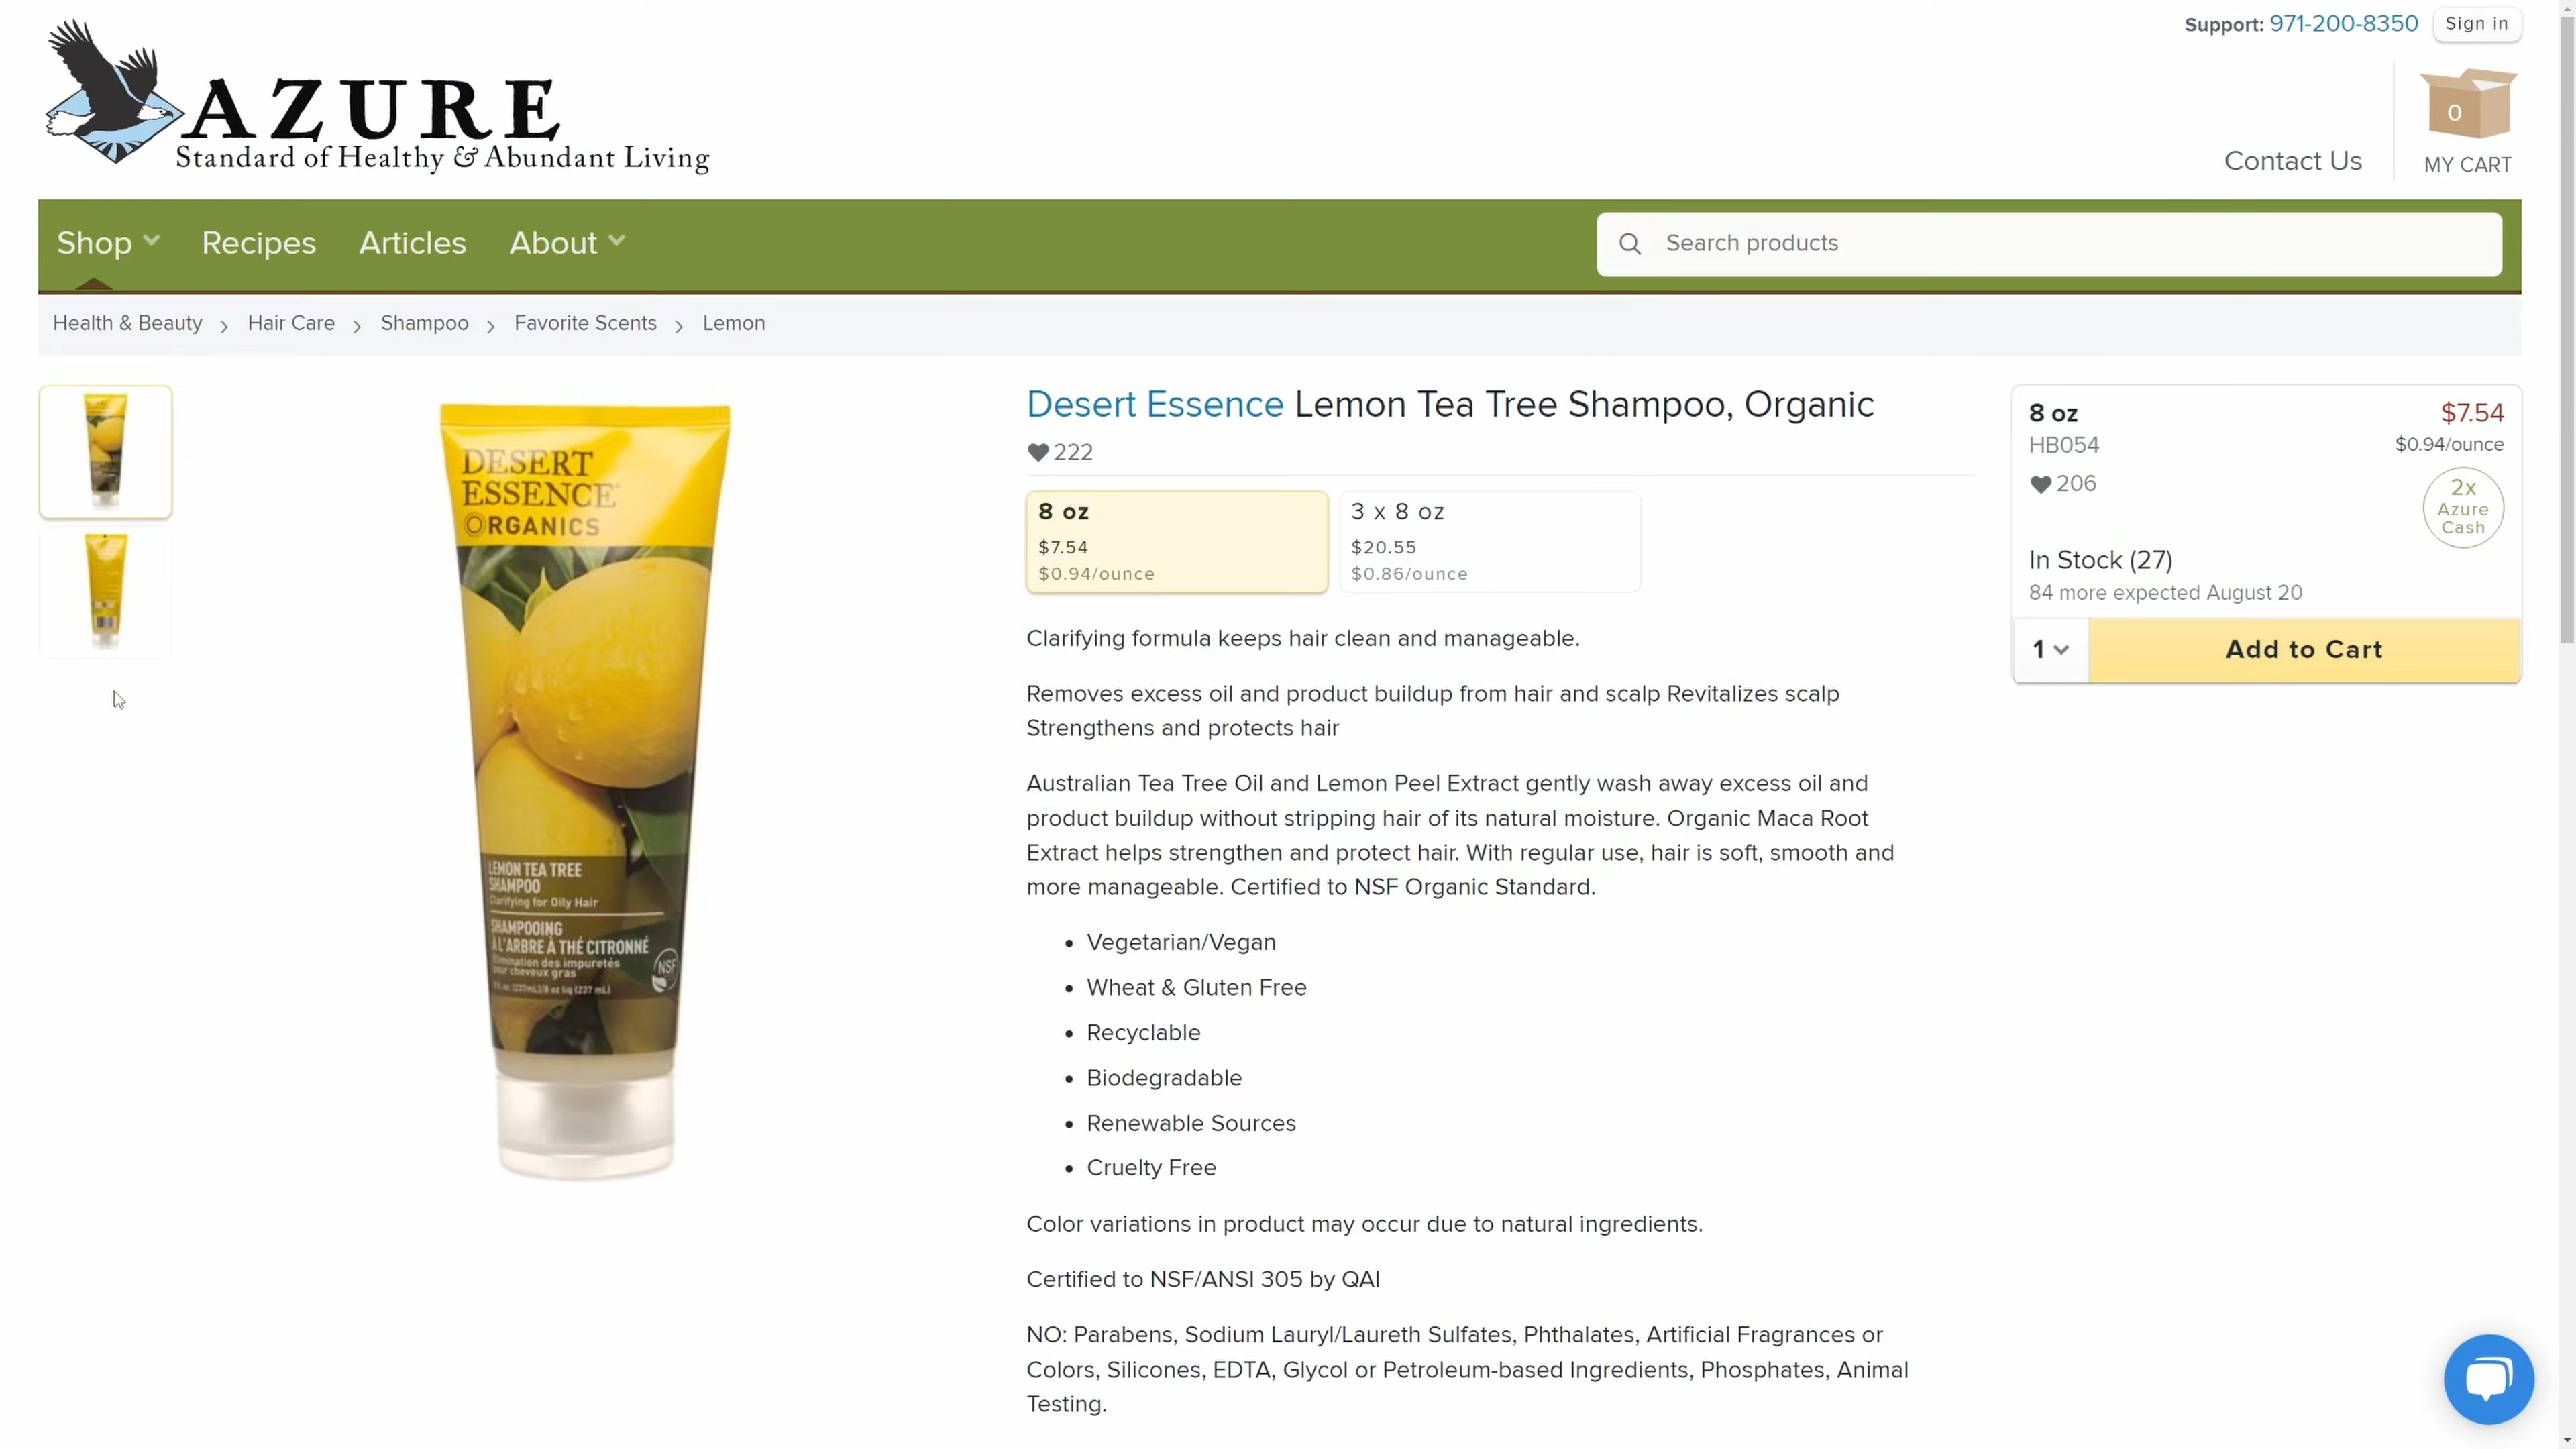 Support: 971-200-8350
Sign in
AZURE
Standard of Healthy & Abundant Living
Contact Us
0
MY CART
Shop
Recipes
Articles
About
Search products
Health & Beauty
Hair Care
Shampoo
Favorite Scents
Lemon
DESERT
ESSENCE
ORGANICS
LEMON TEA TREE
SHAMPOO
Clarifying for Oily Hair
SHAMPOOING
À L'ARBRE À THÉ CITRONNÉ
Élimination des impuretés
pour cheveux gras
8 fl. oz. (237mL)/8 oz liq (237 mL)
NSF
Desert Essence Lemon Tea Tree Shampoo, Organic
222
8 oz
$7.54
$0.94/ounce
3 x 8 oz
$20.55
$0.86/ounce
Clarifying formula keeps hair clean and manageable.
Removes excess oil and product buildup from hair and scalp Revitalizes scalp
Strengthens and protects hair
Australian Tea Tree Oil and Lemon Peel Extract gently wash away excess oil and
product buildup without stripping hair of its natural moisture. Organic Maca Root
Extract helps strengthen and protect hair. With regular use, hair is soft, smooth and
more manageable. Certified to NSF Organic Standard.
• Vegetarian/Vegan
• Wheat & Gluten Free
• Recyclable
• Biodegradable
• Renewable Sources
• Cruelty Free
Color variations in product may occur due to natural ingredients.
Certified to NSF/ANSI 305 by QAI
NO: Parabens, Sodium Lauryl/Laureth Sulfates, Phthalates, Artificial Fragrances or
Colors, Silicones, EDTA, Glycol or Petroleum-based Ingredients, Phosphates, Animal
Testing.
8 oz
$7.54
HB054
$0.94/ounce
206
2x
Azure
Cash
In Stock (27)
84 more expected August 20
1
Add to Cart